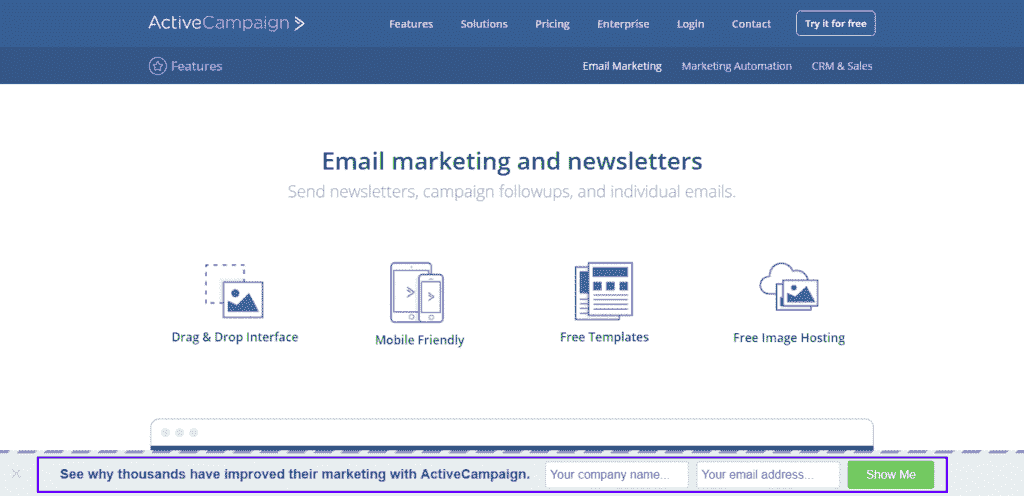 ActiveCampaign
Features Solutions Pricing Enterprise Login Contact Try it for free
Features
Email Marketing Marketing Automation CRM & Sales
Email marketing and newsletters
Send newsletters, campaign followups, and individual emails.
Drag & Drop Interface
Mobile Friendly
Free Templates
Free Image Hosting
See why thousands have improved their marketing with ActiveCampaign. Your company name... Your email address... Show Me